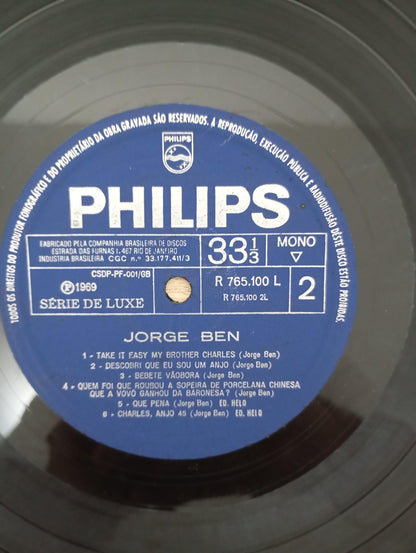 TODOS OS DIREITOS DO PRODUTOR FONOGRÁFICO E DO PROPRIETÁRIO DA OBRA GRAVADA SÃO RESERVADOS. A REPRODUÇÃO, EXECUÇÃO PÚBLICA E RADIODIFUSÃO DÊSTE DISCO ESTÃO PROIBIDAS.
PHILIPS
PHILIPS
FABRICADO PELA COMPANHIA BRASILEIRA DE DISCOS
ESTRADA DAS FURNAS 1.467 RIO DE JANEIRO
INDUSTRIA BRASILEIRA CGC n.º 33.177.411/3
33 1/3
MONO
▽
CSDP-PF-001/GB
Ⓟ1969
SÉRIE DE LUXE
R 765.100 L
R 765.100 2L
2
JORGE BEN
1 - TAKE IT EASY MY BROTHER CHARLES (Jorge Ben)
2 - DESCOBRI QUE EU SOU UM ANJO (Jorge Ben)
3 - BEBETE VÃOBORA (Jorge Ben)
4 - QUEM FOI QUE ROUBOU A SOPEIRA DE PORCELANA CHINESA
QUE A VOVÓ GANHOU DA BARONESA? (Jorge Ben)
5 - QUE PENA (Jorge Ben) ED. HELO
6 - CHARLES, ANJO 45 (Jorge Ben) ED. HELO